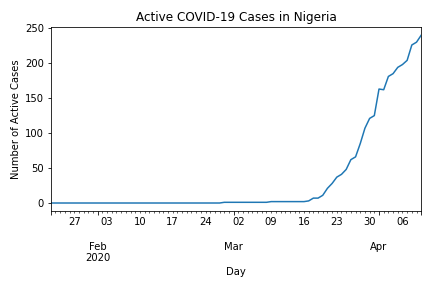 Active COVID-19 Cases in Nigeria
250
200
150
100
50
0
Number of Active Cases
27 03 10 17 24 02 09 16 23 30 06
Feb Mar Apr
2020
Day